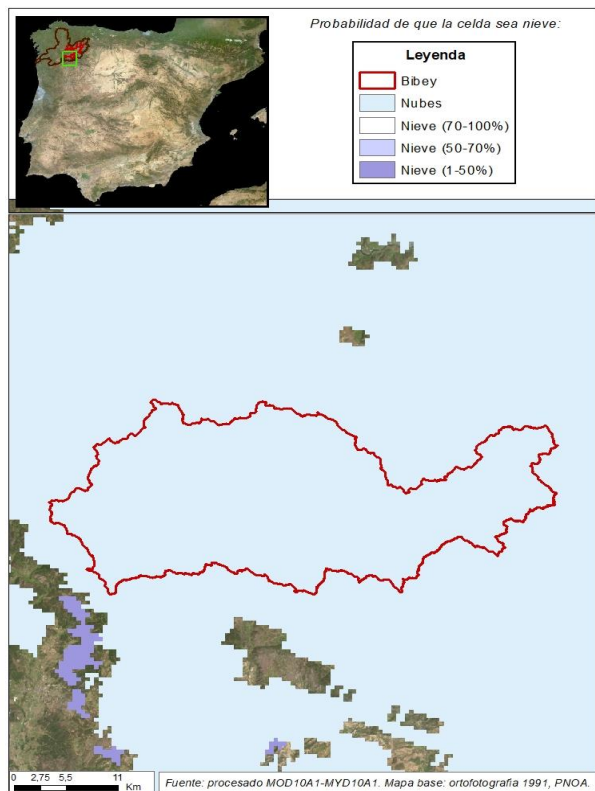 Probabilidad de que la celda sea nieve:
Leyenda
Bibey
Nubes
Nieve (70-100%)
Nieve (50-70%)
Nieve (1-50%)
0 2,75 5,5 11
Km
Fuente: procesado MOD10A1-MYD10A1. Mapa base: ortofotografia 1991, PNOA.